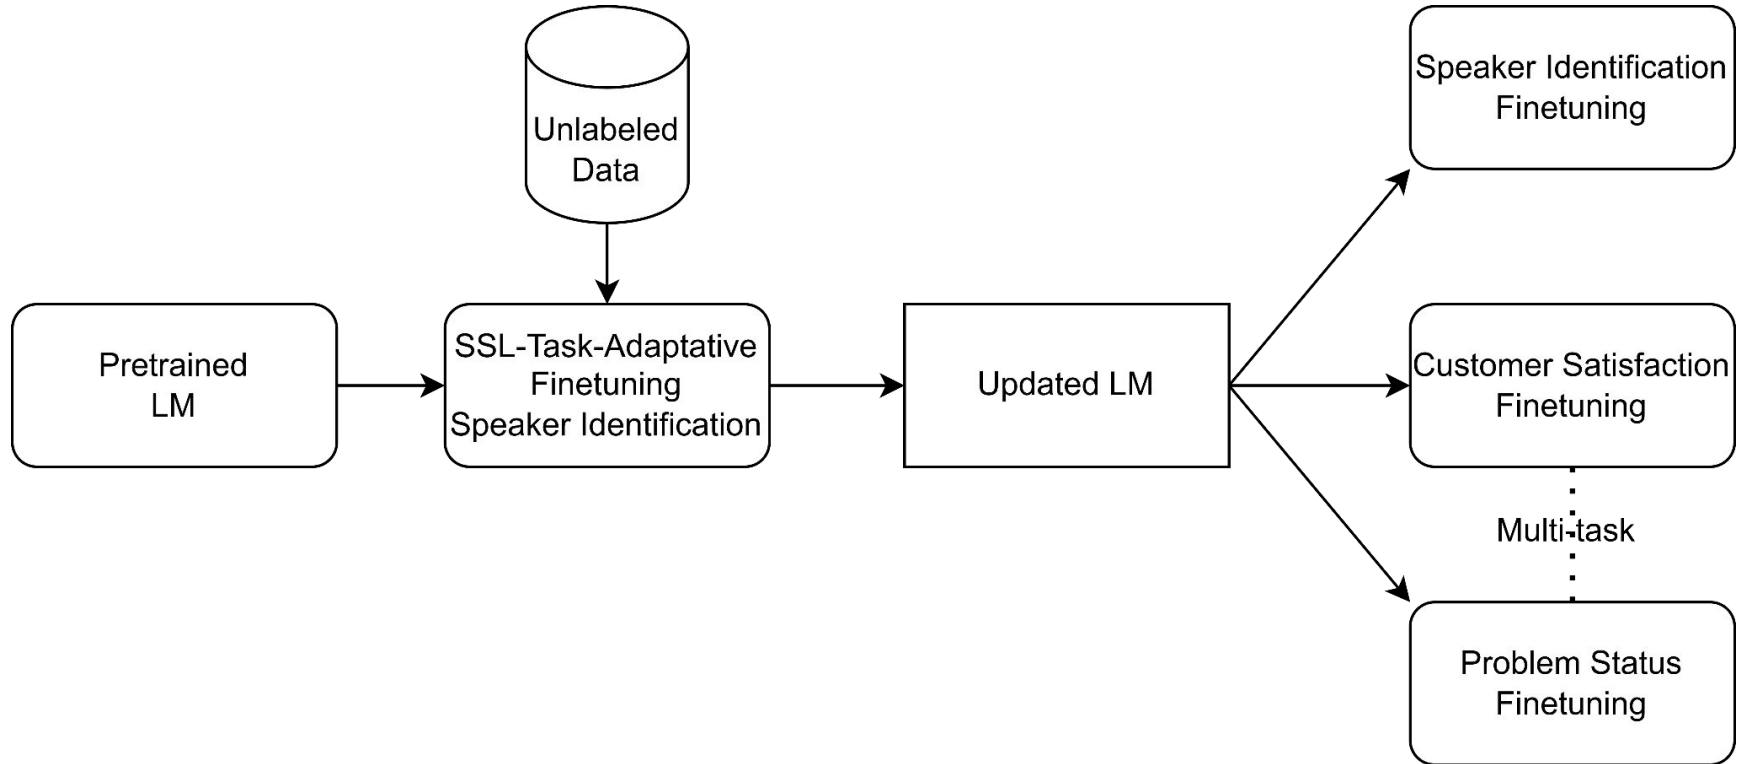 Unlabeled
Data
Pretrained
LM
SSL-Task-Adaptative
Finetuning
Speaker Identification
Updated LM
Speaker Identification
Finetuning
Customer Satisfaction
Finetuning
Multi-task
Problem Status
Finetuning